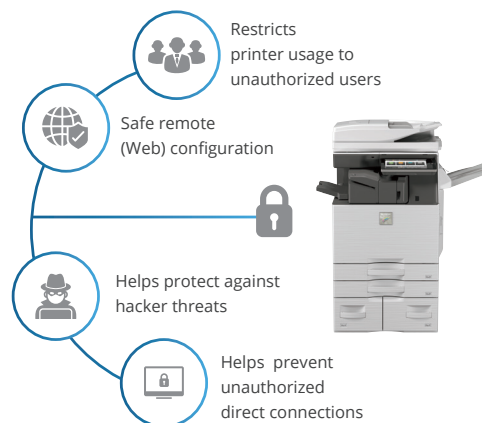 Restricts
printer usage to
unauthorized users
Safe remote
(Web) configuration
Helps protect against
hacker threats
Helps prevent
unauthorized
direct connections